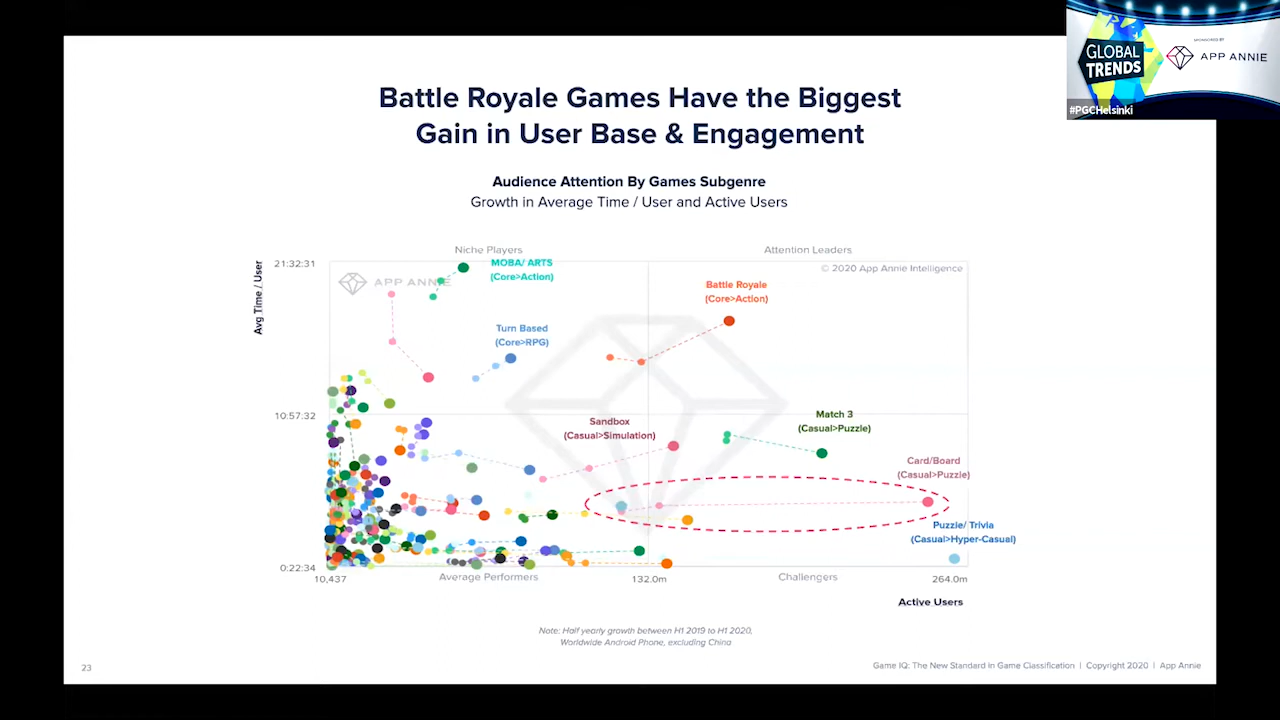 GLOBAL
TRENDS
SPONSORED BY
APP ANNIE
#PGCHelsinki
Battle Royale Games Have the Biggest
Gain in User Base & Engagement
Audience Attention By Games Subgenre
Growth in Average Time / User and Active Users
Niche Players
Attention Leaders
Avg Time / User
21:32:31
10:57:32
0:22:34
APP ANNIE
© 2020 App Annie Intelligence
MOBA/ ARTS
(Core>Action)
Battle Royale
(Core>Action)
Turn Based
(Core>RPG)
Sandbox
(Casual>Simulation)
Match 3
(Casual>Puzzle)
Card/Board
(Casual>Puzzle)
Puzzle/ Trivia
(Casual>Hyper-Casual)
10,437
Average Performers
132.0m
Challengers
264.0m
Active Users
Note: Half yearly growth between H1 2019 to H1 2020,
Worldwide Android Phone, excluding China
23
Game IQ: The New Standard in Game Classification | Copyright 2020 | App Annie